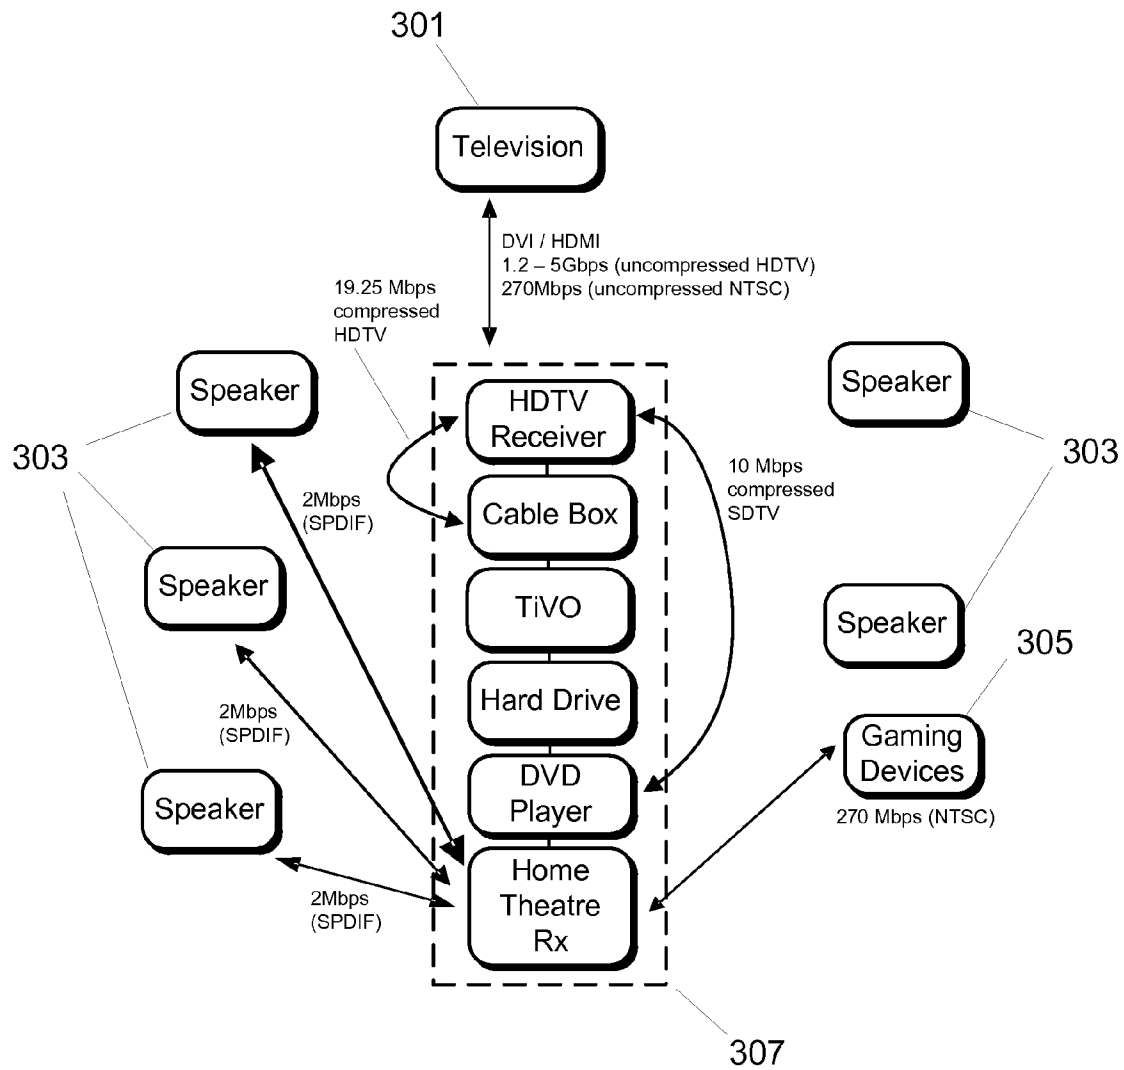 301
Television
DVI / HDMI
1.2 – 5Gbps (uncompressed HDTV)
270Mbps (uncompressed NTSC)
19.25 Mbps
compressed
HDTV
Speaker
303
2Mbps
(SPDIF)
Speaker
2Mbps
(SPDIF)
Speaker
2Mbps
(SPDIF)
HDTV
Receiver
Cable Box
TiVO
Hard Drive
DVD
Player
Home
Theatre
Rx
10 Mbps
compressed
SDTV
Speaker
303
Speaker
305
Gaming
Devices
270 Mbps (NTSC)
307